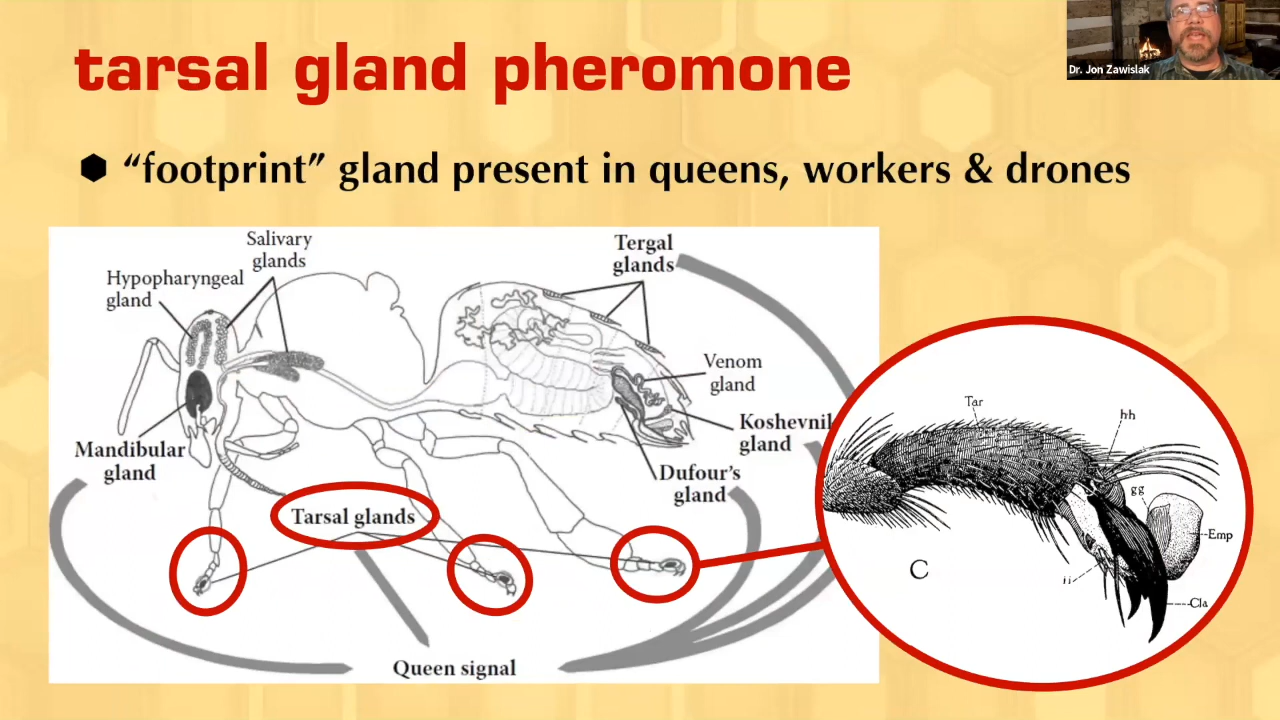 tarsal gland pheromone
Dr. Jon Zawislak
“footprint” gland present in queens, workers & drones
Salivary
glands
Hypopharyngeal
gland
Tergal
glands
Venom
gland
Koshevnil
gland
Mandibular
gland
Dufour's
gland
Tarsal glands
Queen signal
Tar
hh
gg
Emp
C
Cla